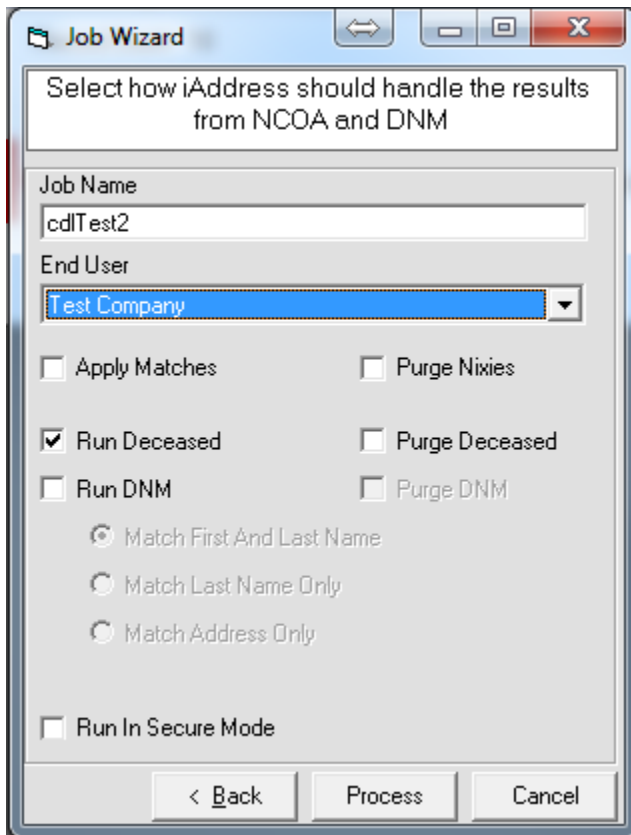 Job Wizard
Select how iAddress should handle the results
from NCOA and DNM
Job Name
cdlTest2
End User
Test Company
Apply Matches
Purge Nixies
Run Deceased
Purge Deceased
Run DNM
Purge DNM
Match First And Last Name
Match Last Name Only
Match Address Only
Run In Secure Mode
< Back
Process
Cancel